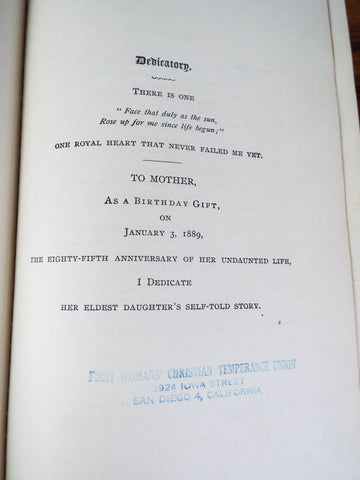 Dedicatory.
THERE IS ONE
"Face that duly as the sun,
Rose up for me since life begun;"
ONE ROYAL HEART THAT NEVER FAILED ME YET.
TO MOTHER,
AS A BIRTHDAY GIFT,
ON
JANUARY 3, 1889,
THE EIGHTY-FIFTH ANNIVERSARY OF HER UNDAUNTED LIFE,
I DEDICATE
HER ELDEST DAUGHTER'S SELF-TOLD STORY.
FIRST WOMANS' CHRISTIAN TEMPERANCE UNION
3924 IOWA STREET
SAN DIEGO 4, CALIFORNIA